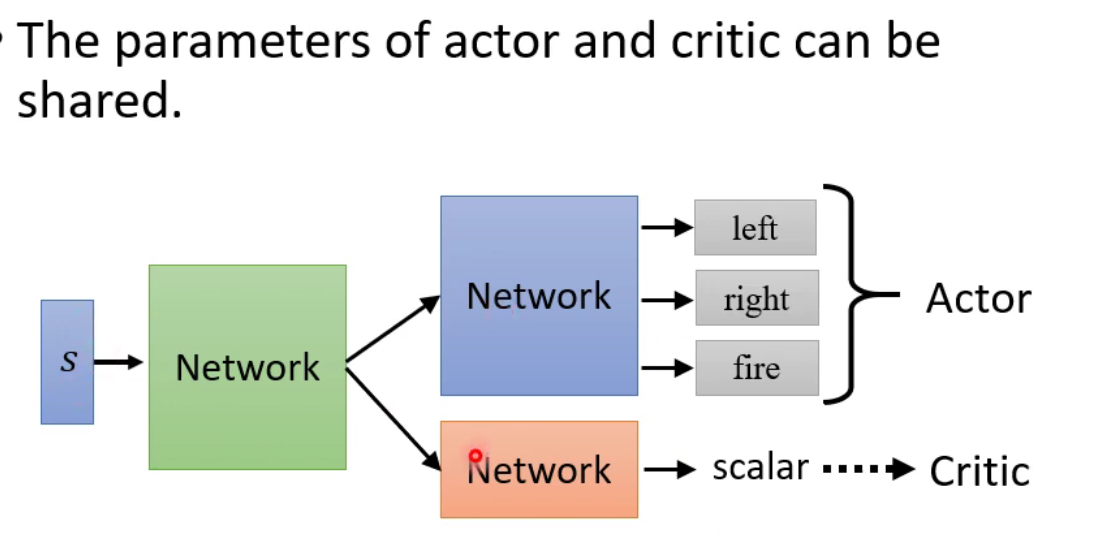 • The parameters of actor and critic can be
shared.
s
Network
Network
left
right
fire
Actor
Network
scalar
Critic